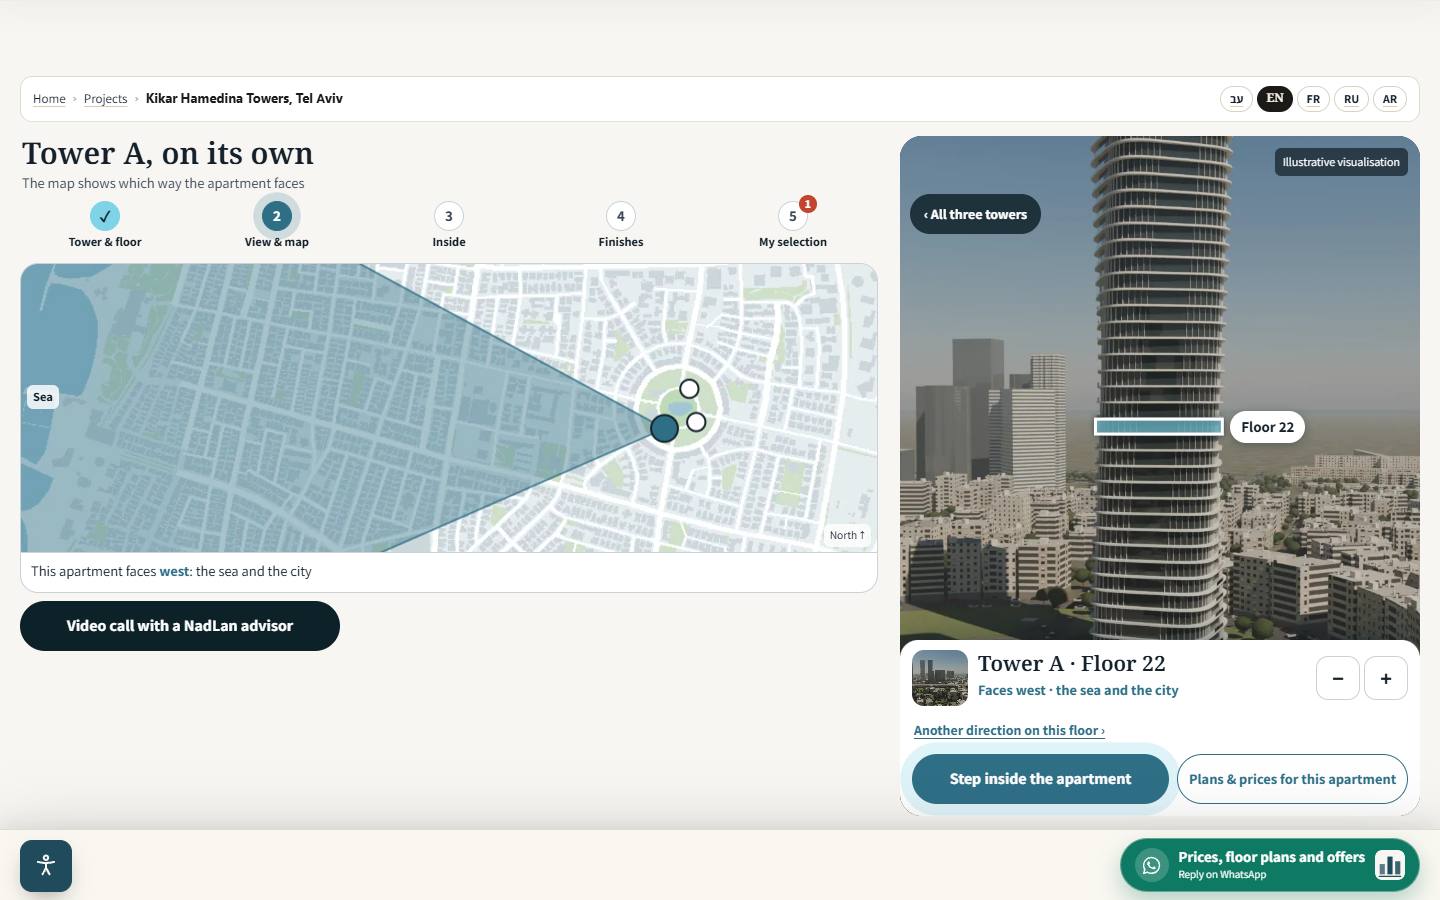 Home › Projects › Kikar Hamedina Towers, Tel Aviv
עב EN FR RU AR
Tower A, on its own
The map shows which way the apartment faces
✓ 2 3 4 5 1
Tower & floor View & map Inside Finishes My selection
Sea
North ↑
This apartment faces west: the sea and the city
Video call with a NadLan advisor
Illustrative visualisation
‹ All three towers
Floor 22
Tower A · Floor 22
Faces west · the sea and the city
− +
Another direction on this floor ›
Step inside the apartment
Plans & prices for this apartment
Prices, floor plans and offers
Reply on WhatsApp